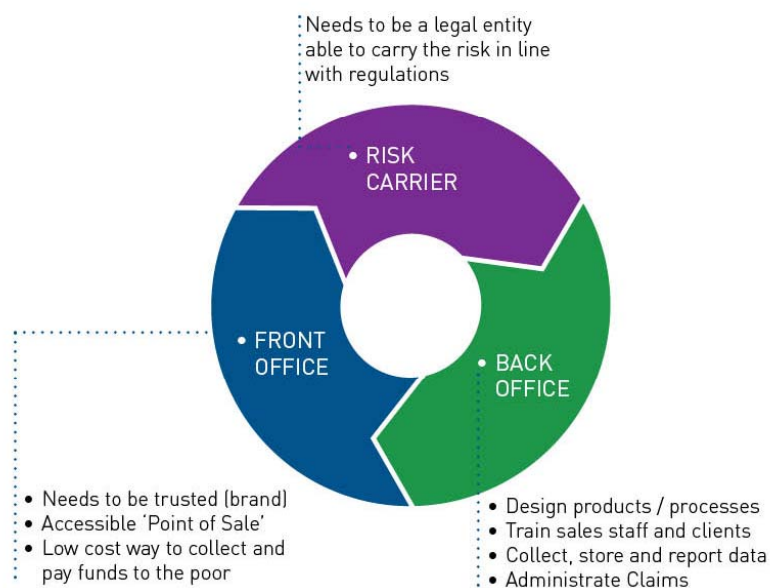 Needs to be a legal entity
able to carry the risk in line
with regulations
• RISK
CARRIER
• FRONT
OFFICE
• BACK
OFFICE
• Needs to be trusted (brand)
• Accessible ‘Point of Sale’
• Low cost way to collect and
pay funds to the poor
• Design products / processes
• Train sales staff and clients
• Collect, store and report data
• Administrate Claims